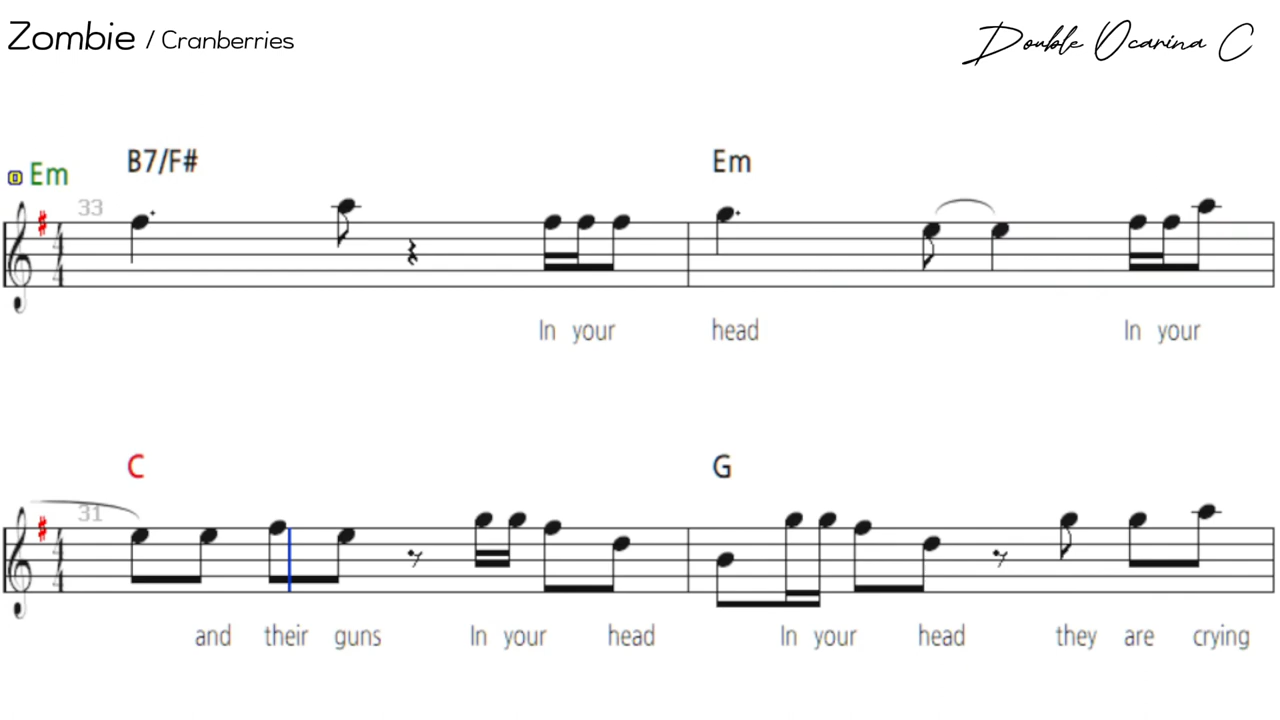 Zombie / Cranberries
Double Ocarina C
Em B7/F# Em
33
In your head In your
C G
31
and their guns In your head In your head they are crying